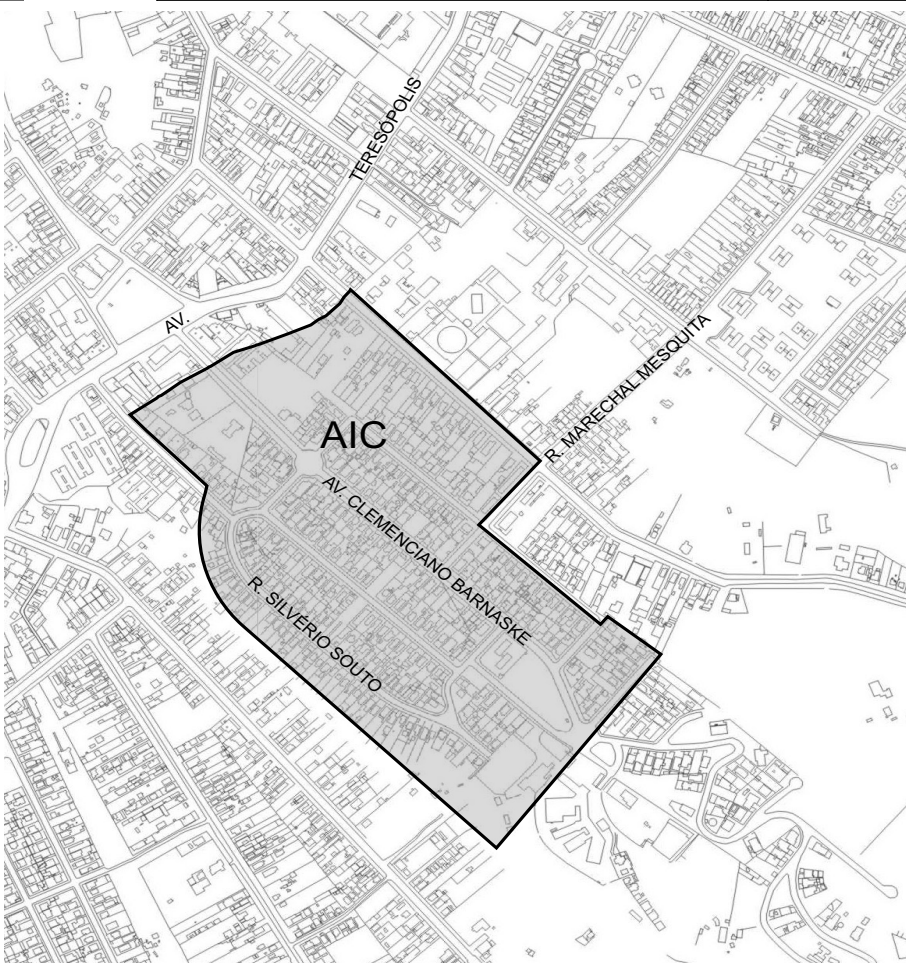 TERESÓPOLIS
AV.
R. MARECHAL MESQUITA
AIC
AV. CLEMENCIANO BARNASKE
R. SILVÉRIO SOUTO